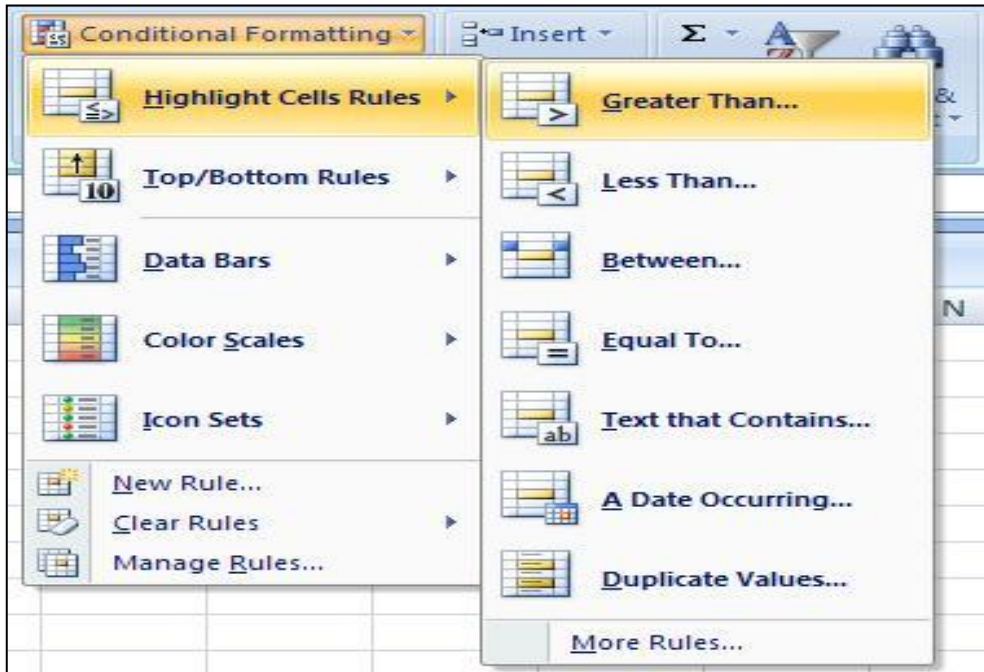 Conditional Formatting
Insert
Σ
A
&
Highlight Cells Rules
Top/Bottom Rules
10
Data Bars
Color Scales
Icon Sets
New Rule...
Clear Rules
Manage Rules...
Greater Than...
Less Than...
Between...
Equal To...
Text that Contains...
ab
A Date Occurring...
Duplicate Values...
More Rules...
N